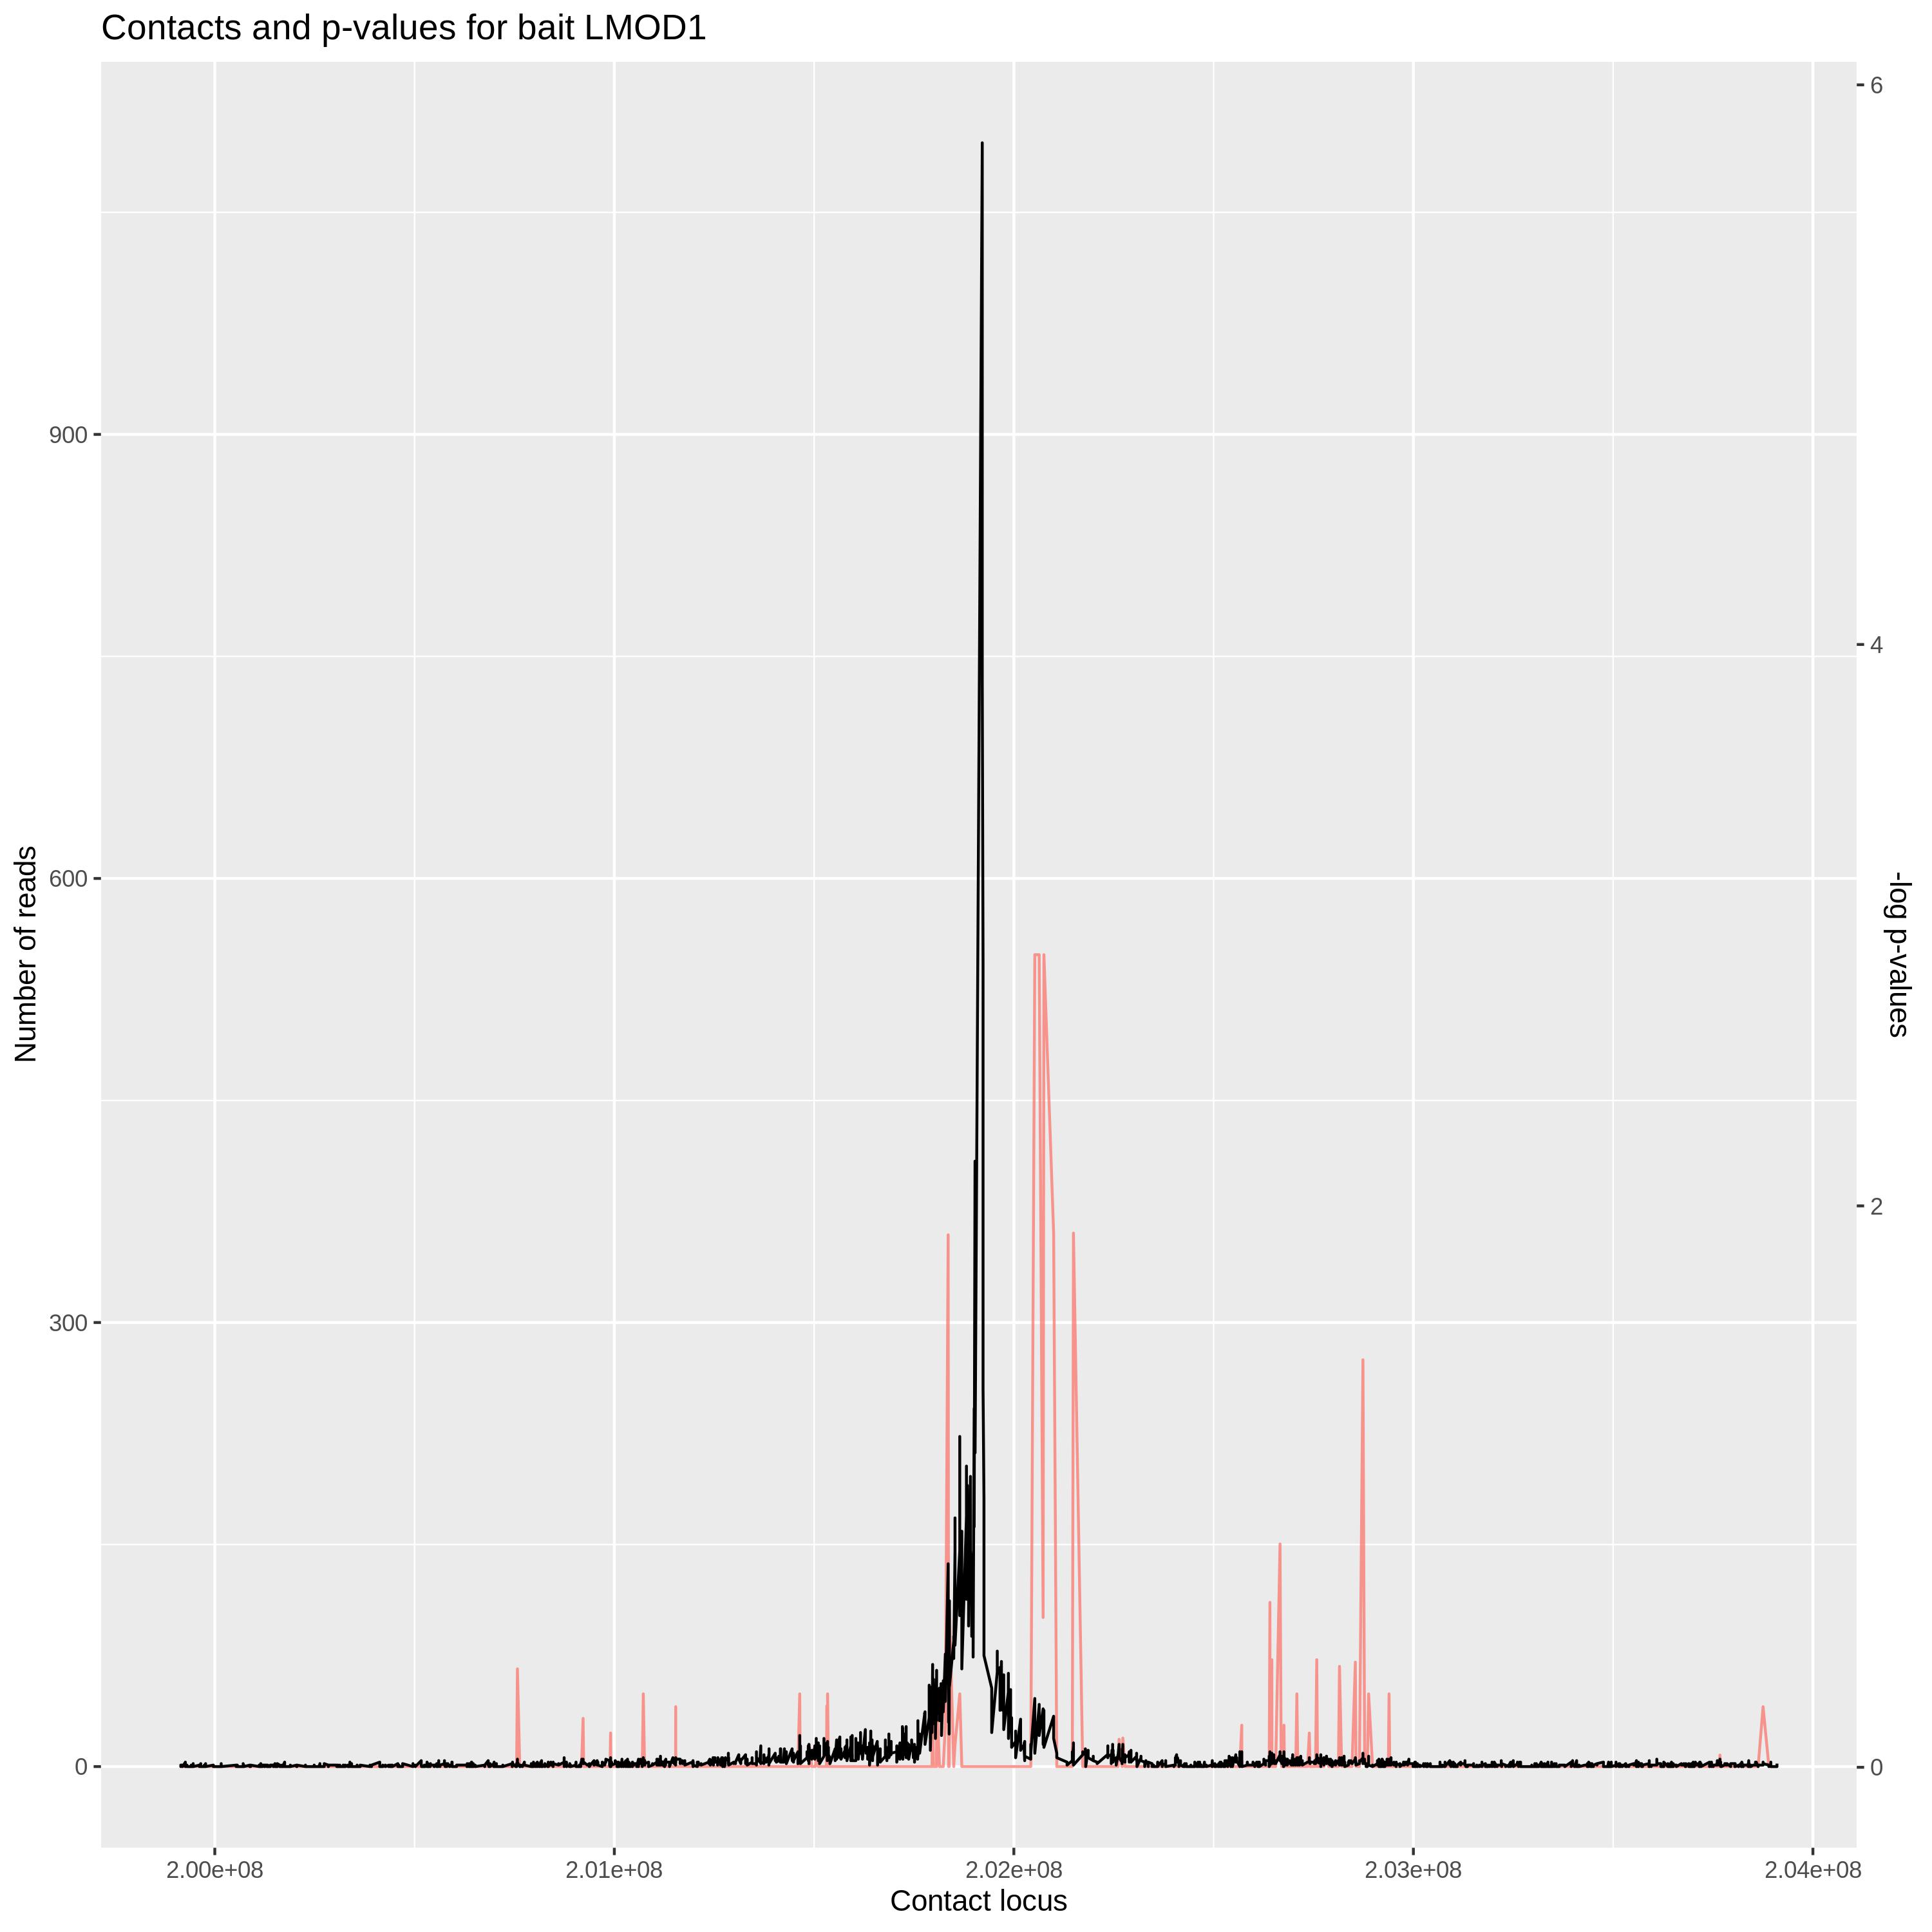 Contacts and p-values for bait LMOD1
Number of reads
900
600
300
0
6
4
2
0
-log p-values
2.00e+08
2.01e+08
2.02e+08
2.03e+08
2.04e+08
Contact locus